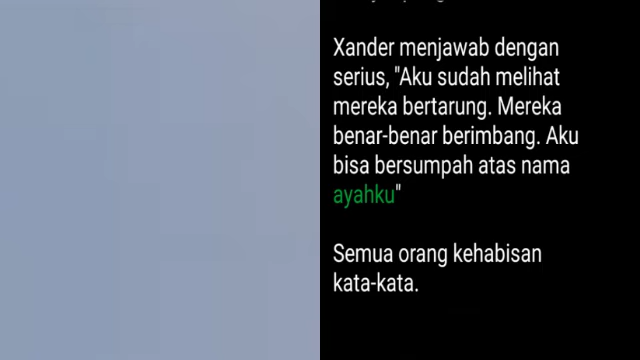 Xander menjawab dengan
serius, "Aku sudah melihat
mereka bertarung. Mereka
benar-benar berimbang. Aku
bisa bersumpah atas nama
ayahku"
Semua orang kehabisan
kata-kata.